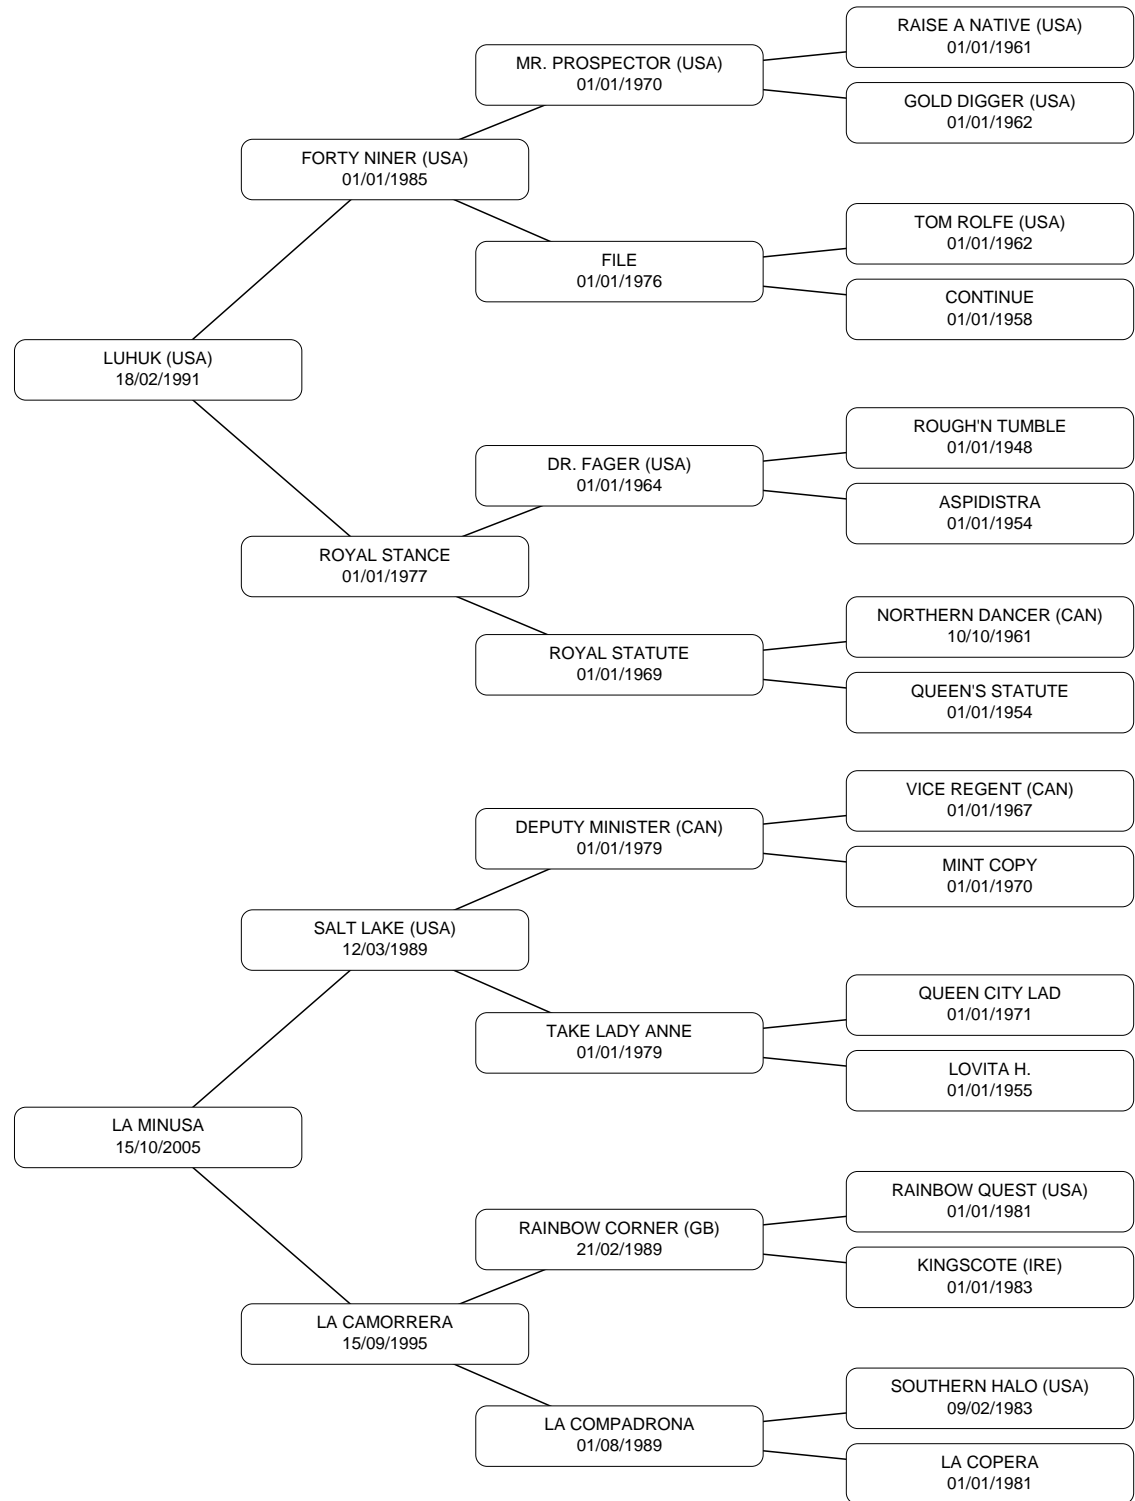 RAISE A NATIVE (USA)
01/01/1961
MR. PROSPECTOR (USA)
01/01/1970
GOLD DIGGER (USA)
01/01/1962
FORTY NINER (USA)
01/01/1985
TOM ROLFE (USA)
01/01/1962
FILE
01/01/1976
CONTINUE
01/01/1958
LUHUK (USA)
18/02/1991
ROUGH'N TUMBLE
01/01/1948
DR. FAGER (USA)
01/01/1964
ASPIDISTRA
01/01/1954
ROYAL STANCE
01/01/1977
NORTHERN DANCER (CAN)
10/10/1961
ROYAL STATUTE
01/01/1969
QUEEN'S STATUTE
01/01/1954
VICE REGENT (CAN)
01/01/1967
DEPUTY MINISTER (CAN)
01/01/1979
MINT COPY
01/01/1970
SALT LAKE (USA)
12/03/1989
QUEEN CITY LAD
01/01/1971
TAKE LADY ANNE
01/01/1979
LOVITA H.
01/01/1955
LA MINUSA
15/10/2005
RAINBOW QUEST (USA)
01/01/1981
RAINBOW CORNER (GB)
21/02/1989
KINGSCOTE (IRE)
01/01/1983
LA CAMORRERA
15/09/1995
SOUTHERN HALO (USA)
09/02/1983
LA COMPADRONA
01/08/1989
LA COPERA
01/01/1981